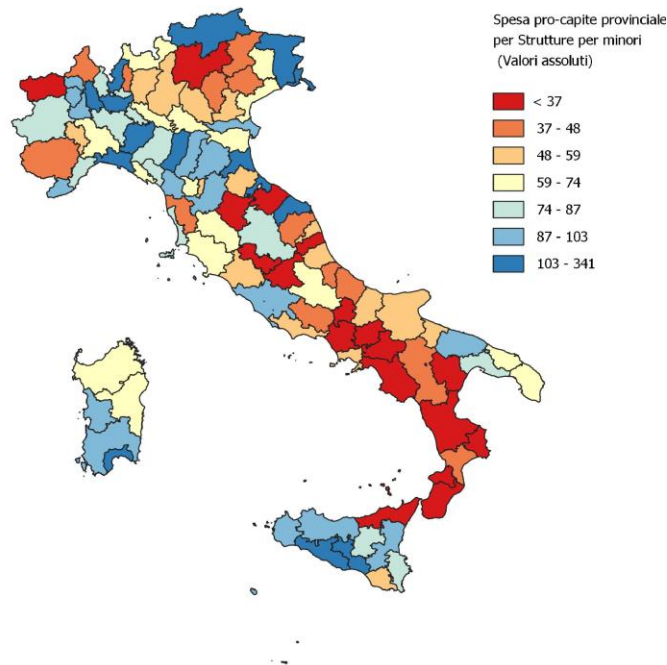 Spesa pro-capite provinciale
per Strutture per minori
(Valori assoluti)
< 37
37 - 48
48 - 59
59 - 74
74 - 87
87 - 103
103 - 341